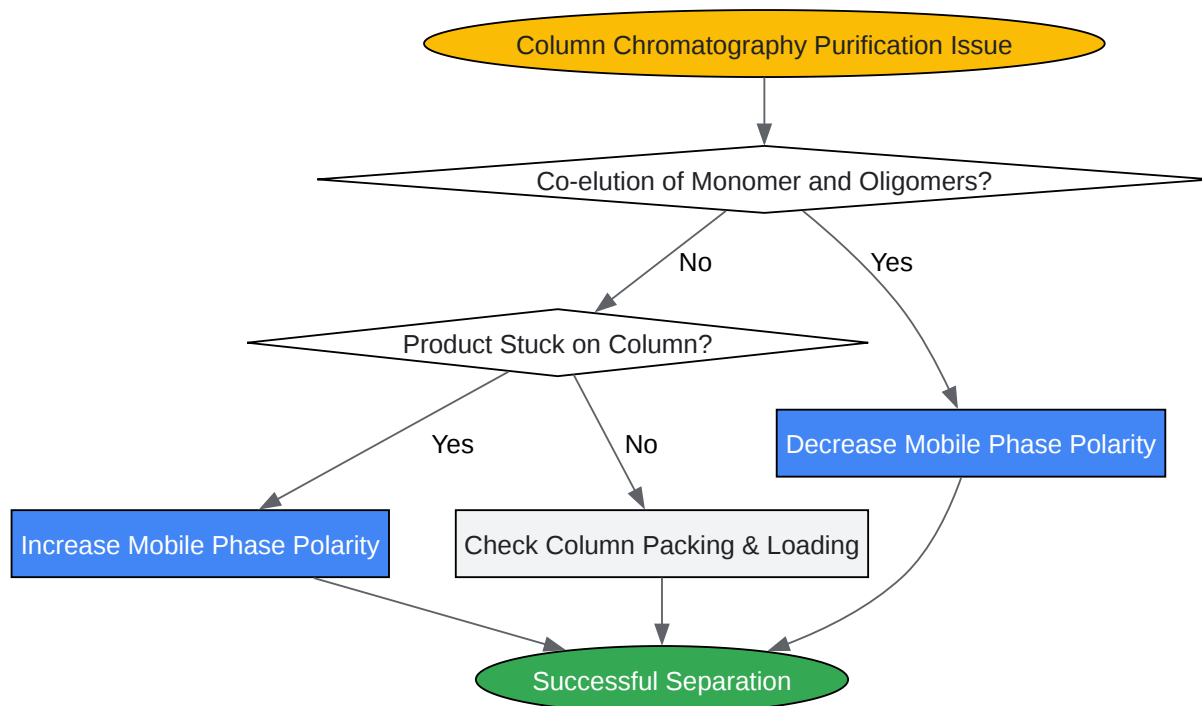 Column Chromatography Purification Issue
Co-elution of Monomer and Oligomers?
No
Yes
Product Stuck on Column?
Yes
No
Decrease Mobile Phase Polarity
Increase Mobile Phase Polarity
Check Column Packing & Loading
Successful Separation